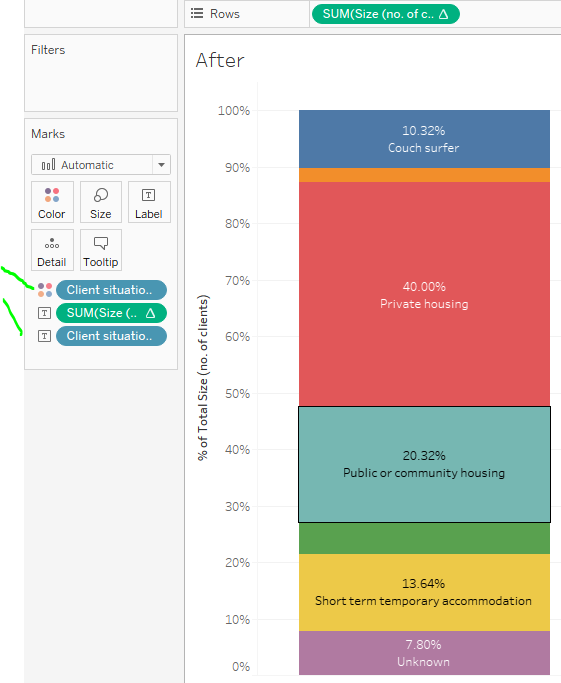 Rows
SUM(Size (no. of c.. Δ
Filters
After
Marks
Automatic
Color
Size
Label
Detail
Tooltip
Client situatio..
SUM(Size (.. Δ
Client situatio..
% of Total Size (no. of clients)
100%
90%
80%
70%
60%
50%
40%
30%
20%
10%
0%
10.32%
Couch surfer
40.00%
Private housing
20.32%
Public or community housing
13.64%
Short term temporary accommodation
7.80%
Unknown